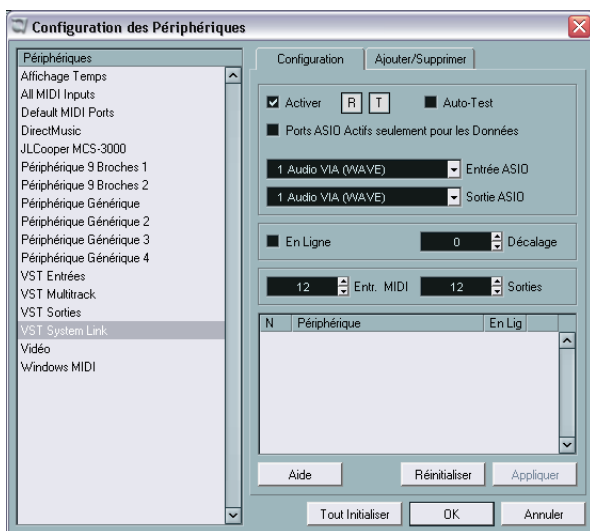 Configuration des Périphériques
Périphériques
Affichage Temps
All MIDI Inputs
Default MIDI Ports
DirectMusic
JLCooper MCS-3000
Périphérique 9 Broches 1
Périphérique 9 Broches 2
Périphérique Générique
Périphérique Générique 2
Périphérique Générique 3
Périphérique Générique 4
VST Entrées
VST Multitrack
VST Sorties
VST System Link
Vidéo
Windows MIDI
Configuration Ajouter/Supprimer
Activer R T Auto-Test
Ports ASIO Actifs seulement pour les Données
1 Audio VIA (WAVE) Entrée ASIO
1 Audio VIA (WAVE) Sortie ASIO
En Ligne 0 Décalage
12 Entr. MIDI 12 Sorties
N Périphérique En Lig
Aide Réinitialiser Appliquer
Tout Initialiser OK Annuler